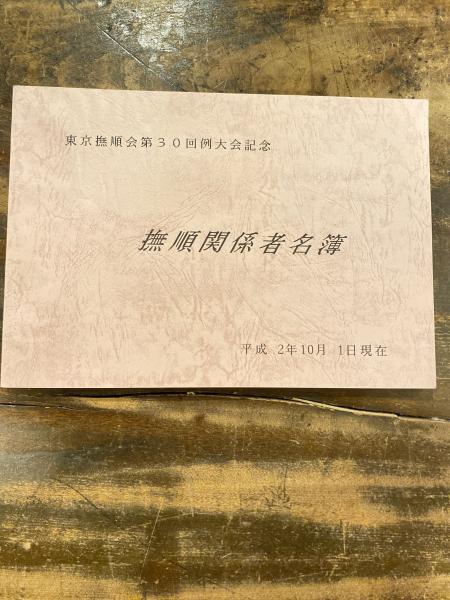 東京撫順会第３０回例大会記念
撫順関係者名簿
平成 2年10月 1日現在